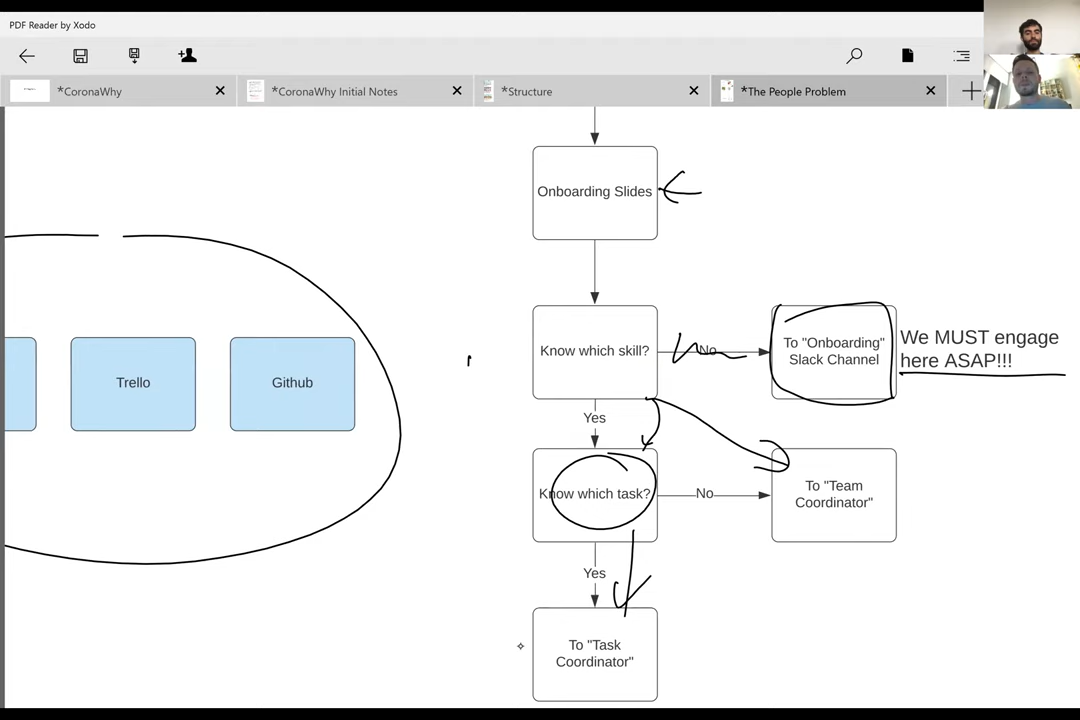 PDF Reader by Xodo
*CoronaWhy
*CoronaWhy Initial Notes
*Structure
*The People Problem
Onboarding Slides
Know which skill?
No
To "Onboarding"
Slack Channel
We MUST engage
here ASAP!!!
Trello
Github
Yes
Know which task?
No
To "Team
Coordinator"
Yes
To "Task
Coordinator"